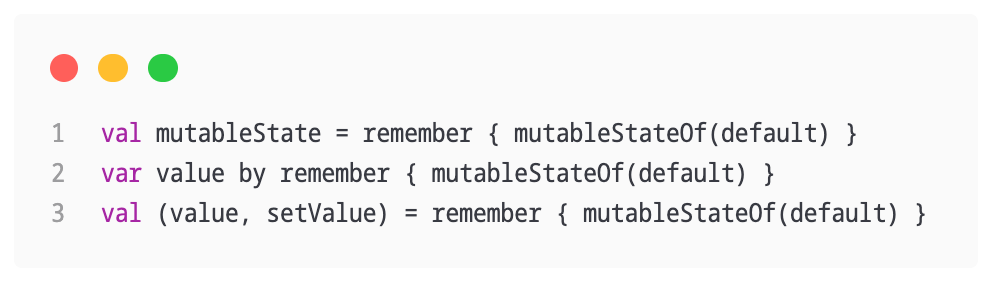 1 val mutableState = remember { mutableStateOf(default) }
2 var value by remember { mutableStateOf(default) }
3 val (value, setValue) = remember { mutableStateOf(default) }